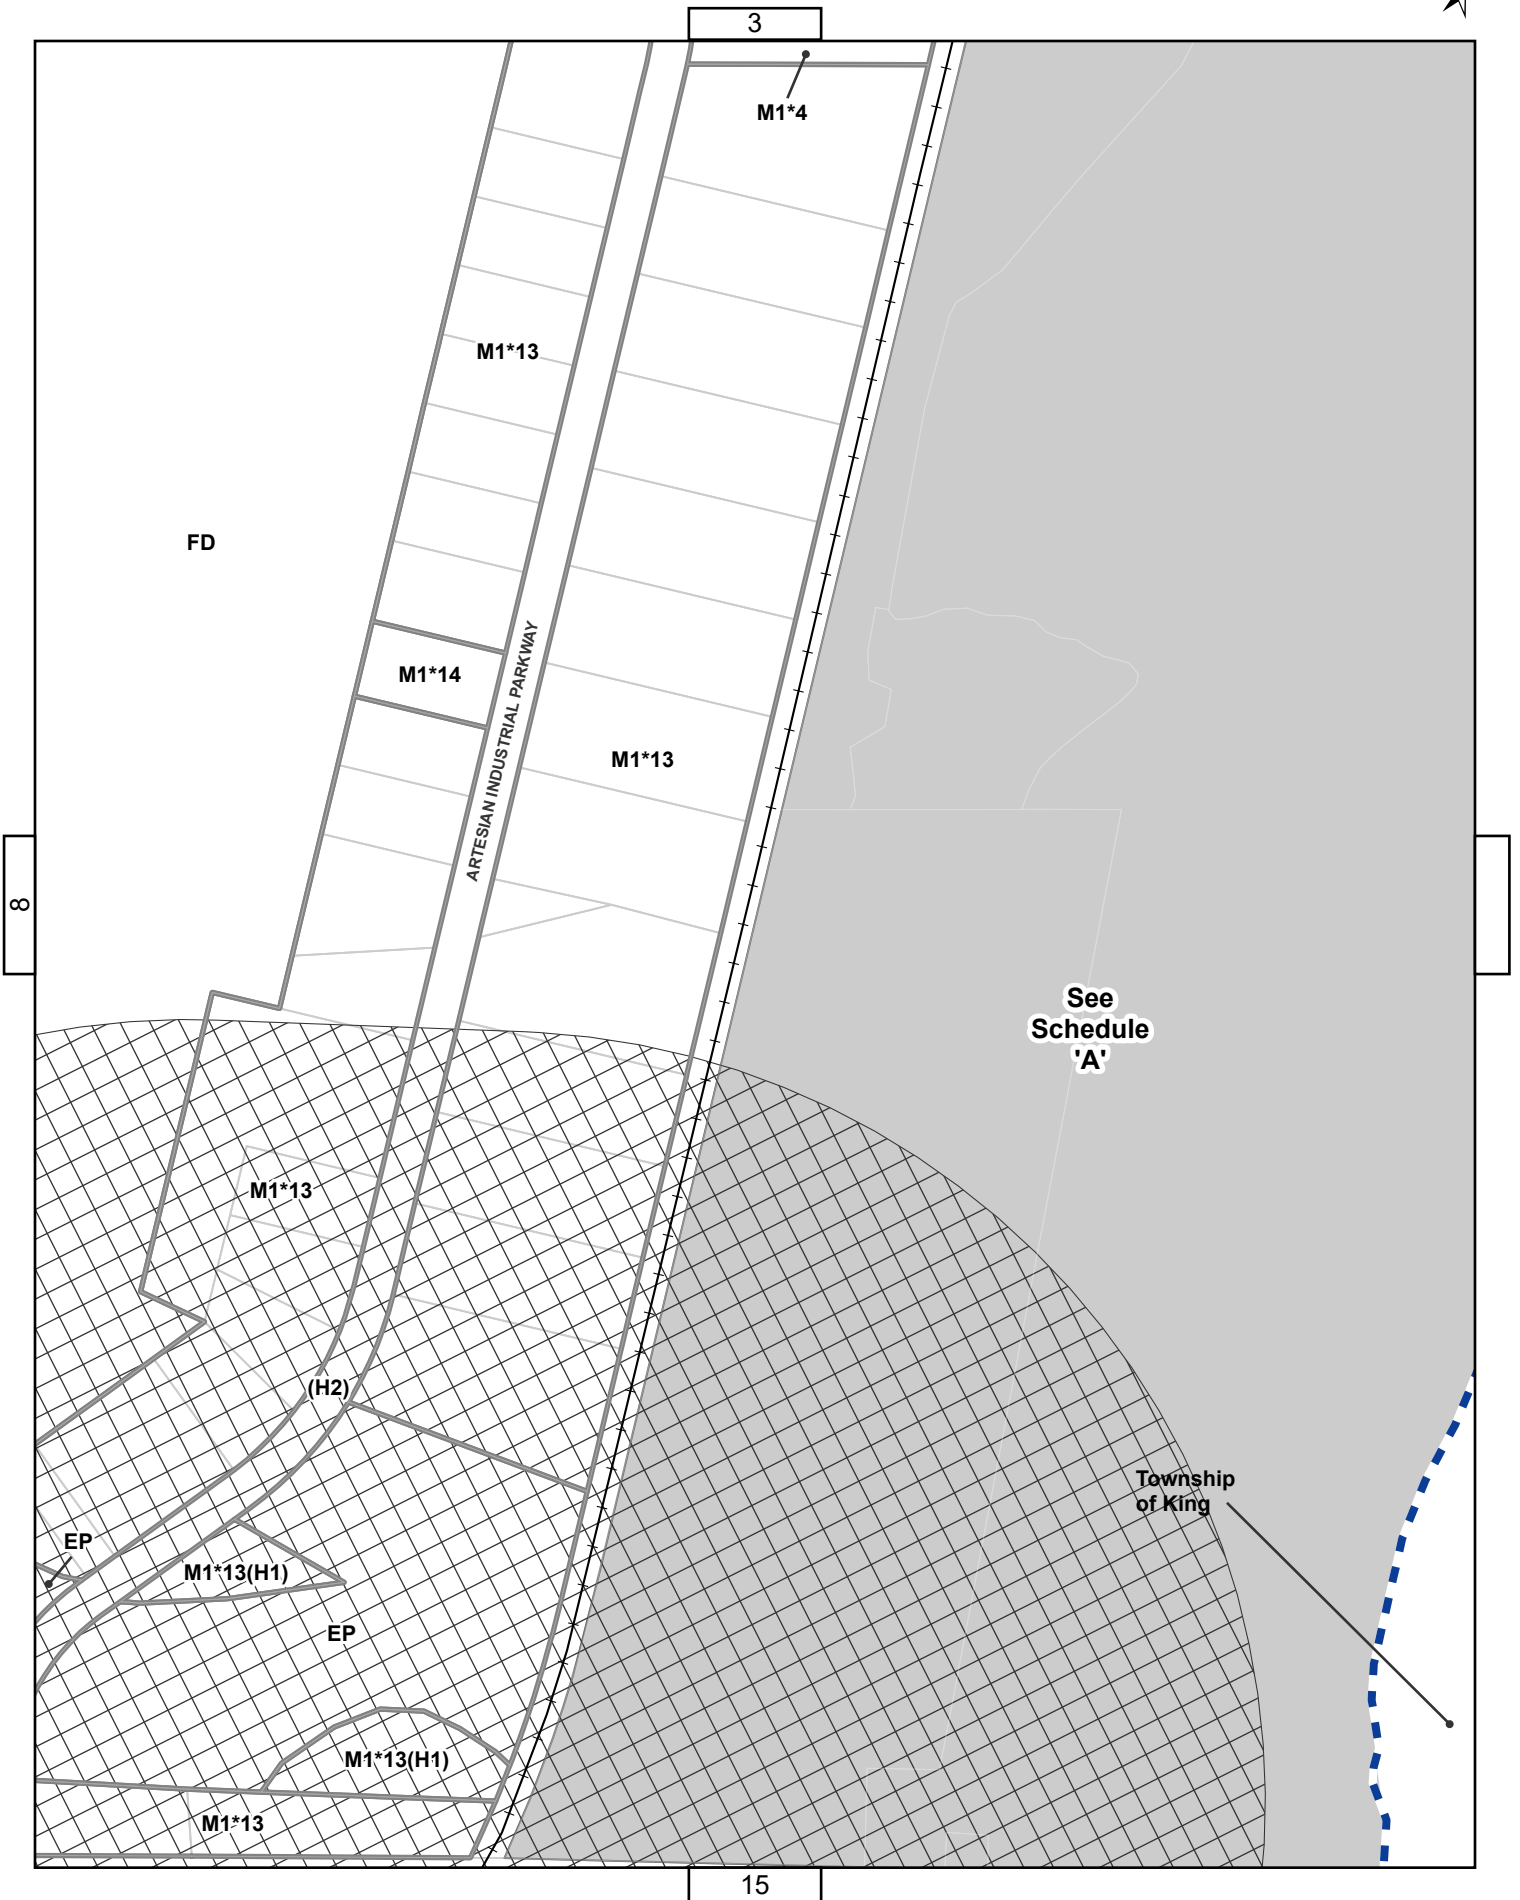 3
M1*4
M1*13
FD
M1*14
ARTESIAN INDUSTRIAL PARKWAY
M1*13
8
See
Schedule
'A'
M1*13
(H2)
Township
of King
EP
M1*13(H1)
EP
M1*13(H1)
M1*13
15